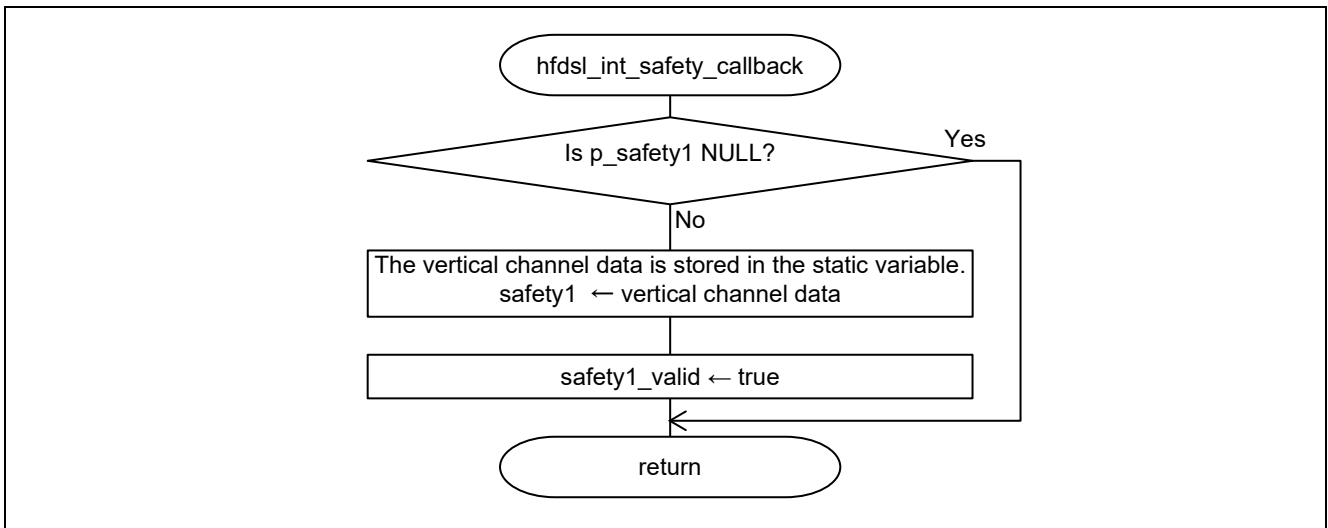 hfdsl_int_safety_callback
Is p_safety1 NULL?
Yes
No
The vertical channel data is stored in the static variable.
safety1 ← vertical channel data
safety1_valid ← true
return